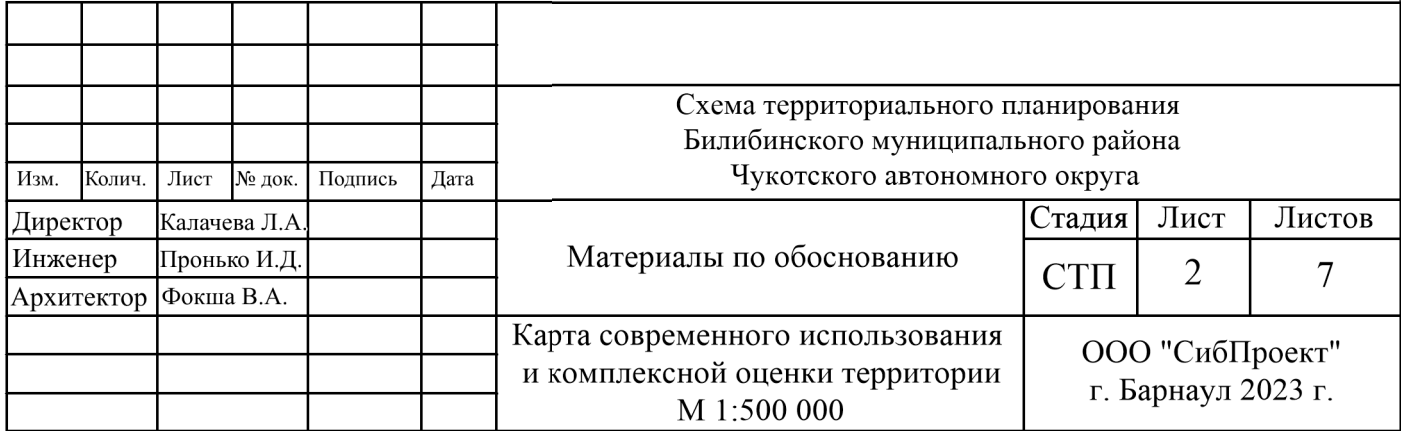 Схема территориального планирования
Билибинского муниципального района
Чукотского автономного округа
Изм. Колич. Лист № док. Подпись Дата
Директор Калачева Л.А.
Инженер Пронько И.Д.
Архитектор Фокша В.А.
Материалы по обоснованию
Стадия Лист Листов
СТП 2 7
Карта современного использования
и комплексной оценки территории
М 1:500 000
ООО "СибПроект"
г. Барнаул 2023 г.